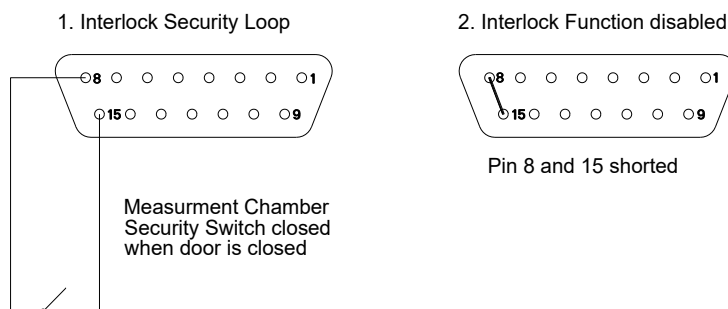 1. Interlock Security Loop
8 1
15 9
Measurment Chamber
Security Switch closed
when door is closed
2. Interlock Function disabled
8 1
15 9
Pin 8 and 15 shorted